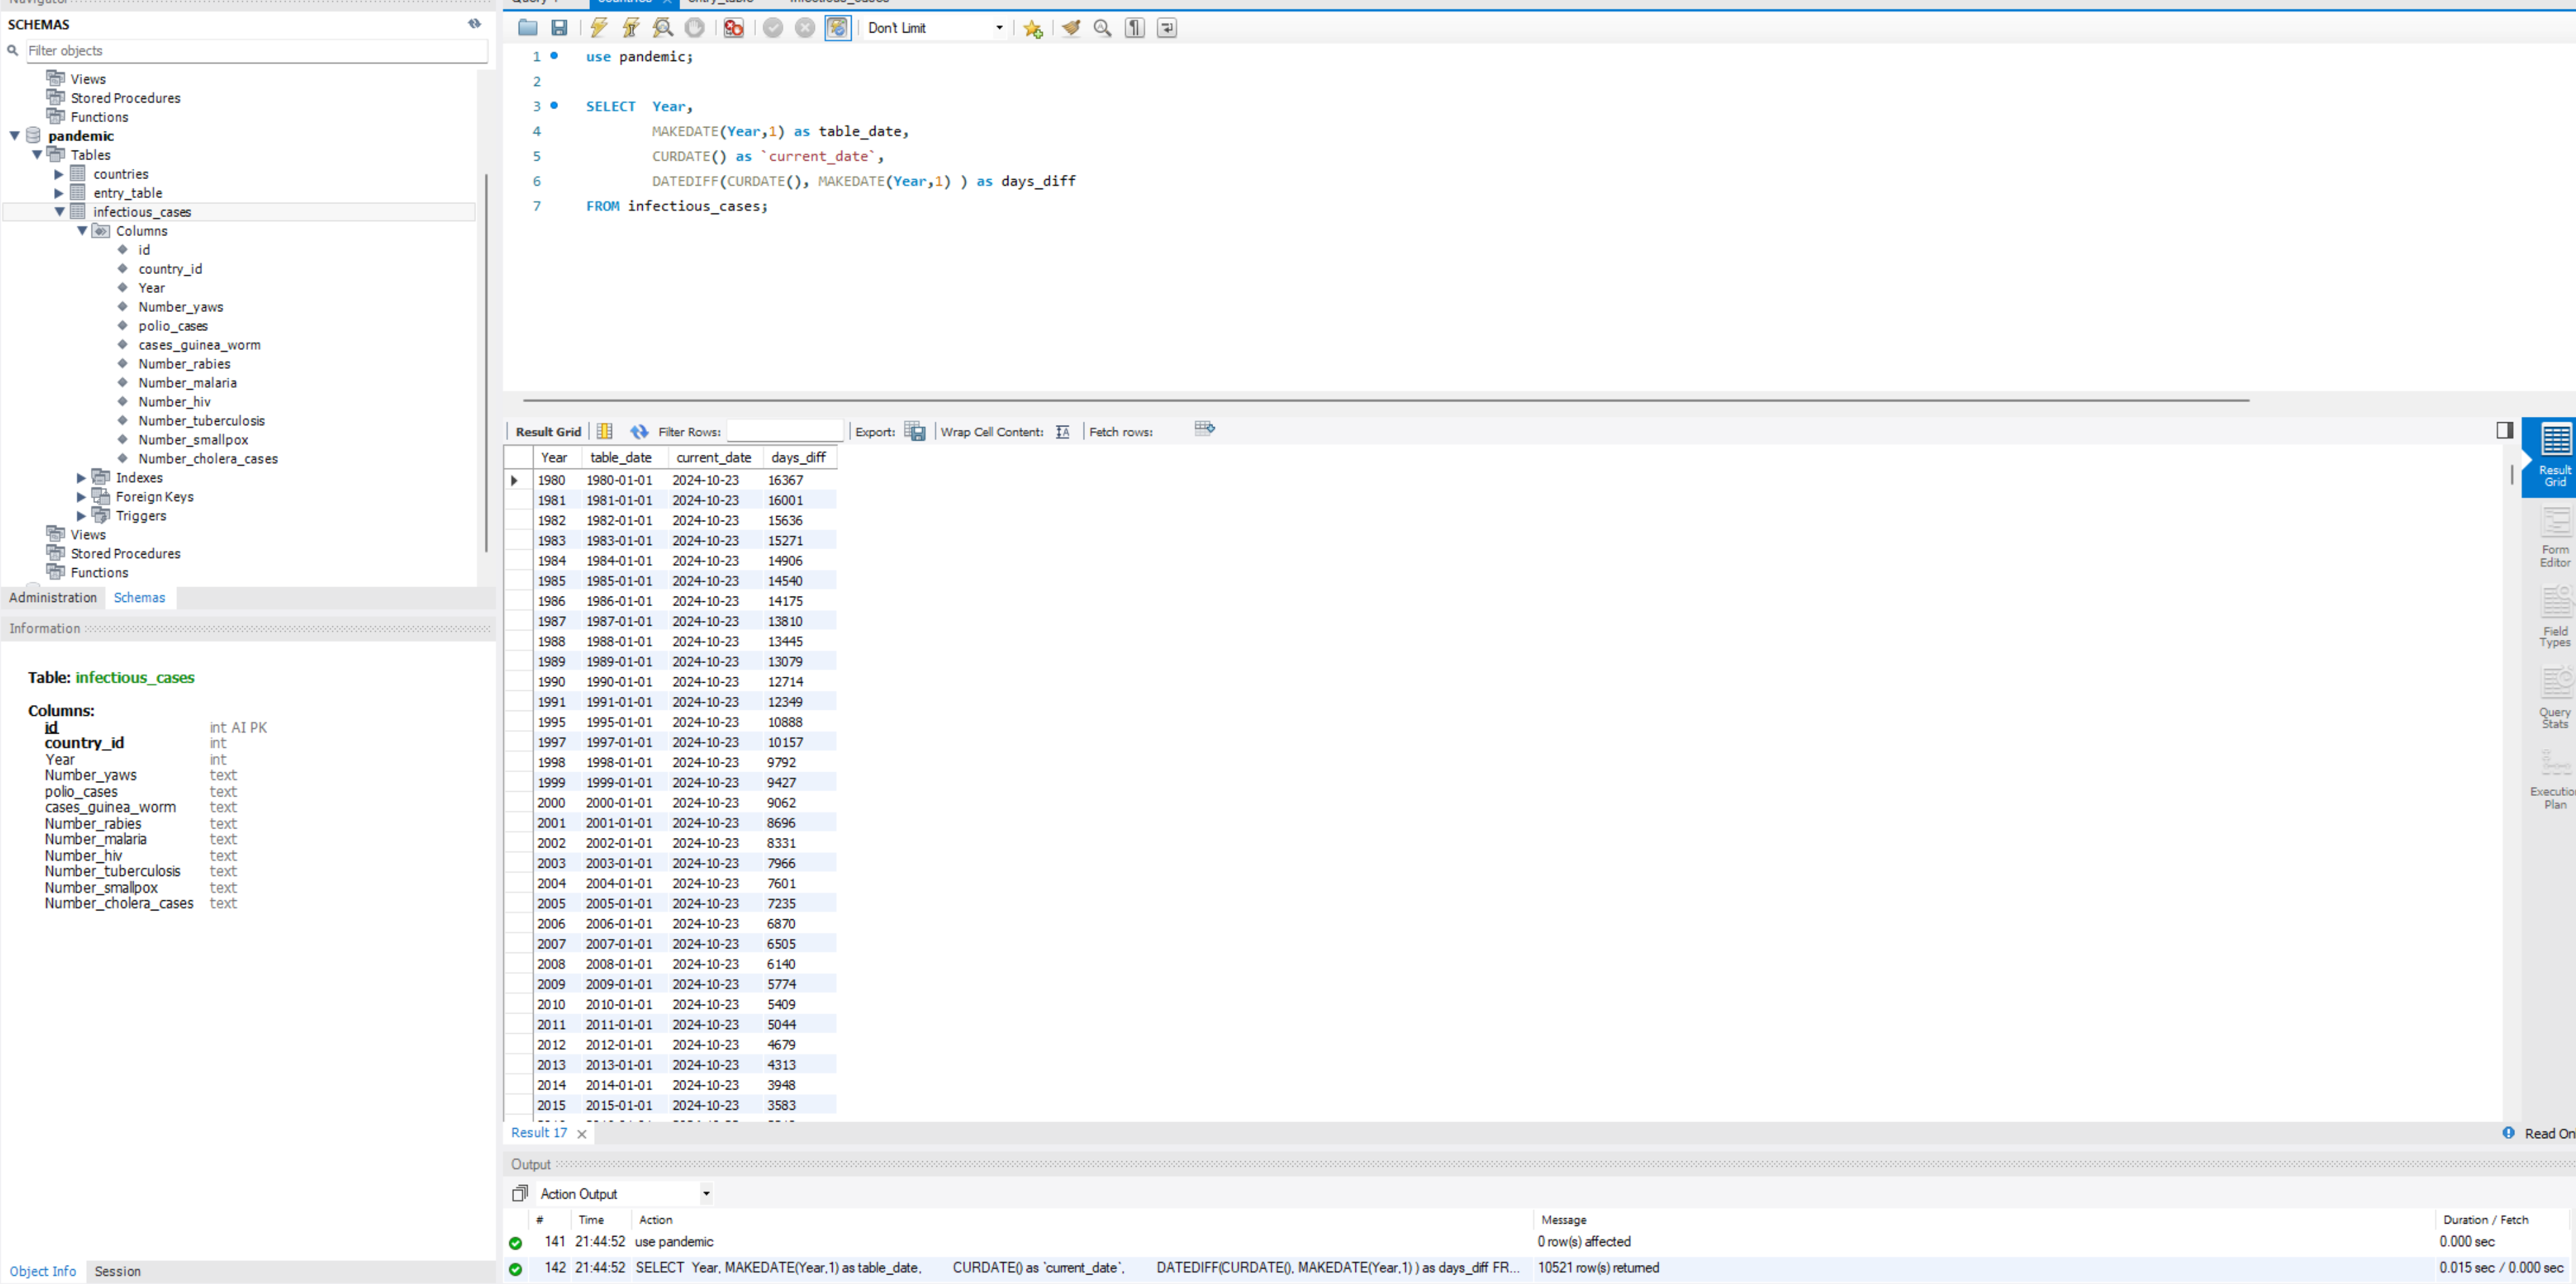 Navigator
SCHEMAS
Filter objects
Views
Stored Procedures
Functions
pandemic
Tables
countries
entry_table
infectious_cases
Columns
id
country_id
Year
Number_yaws
polio_cases
cases_guinea_worm
Number_rabies
Number_malaria
Number_hiv
Number_tuberculosis
Number_smallpox
Number_cholera_cases
Indexes
Foreign Keys
Triggers
Views
Stored Procedures
Functions
Administration Schemas
Information
Table: infectious_cases
Columns:
id int AI PK
country_id int
Year int
Number_yaws text
polio_cases text
cases_guinea_worm text
Number_rabies text
Number_malaria text
Number_hiv text
Number_tuberculosis text
Number_smallpox text
Number_cholera_cases text
Object Info Session
countries entry_table infectious_cases
Don't Limit
1 use pandemic;
2
3 SELECT Year,
4 MAKEDATE(Year,1) as table_date,
5 CURDATE() as `current_date`,
6 DATEDIFF(CURDATE(), MAKEDATE(Year,1) ) as days_diff
7 FROM infectious_cases;
Result Grid Filter Rows: Export: Wrap Cell Content: Fetch rows:
Year table_date current_date days_diff
1980 1980-01-01 2024-10-23 16367
1981 1981-01-01 2024-10-23 16001
1982 1982-01-01 2024-10-23 15636
1983 1983-01-01 2024-10-23 15271
1984 1984-01-01 2024-10-23 14906
1985 1985-01-01 2024-10-23 14540
1986 1986-01-01 2024-10-23 14175
1987 1987-01-01 2024-10-23 13810
1988 1988-01-01 2024-10-23 13445
1989 1989-01-01 2024-10-23 13079
1990 1990-01-01 2024-10-23 12714
1991 1991-01-01 2024-10-23 12349
1995 1995-01-01 2024-10-23 10888
1997 1997-01-01 2024-10-23 10157
1998 1998-01-01 2024-10-23 9792
1999 1999-01-01 2024-10-23 9427
2000 2000-01-01 2024-10-23 9062
2001 2001-01-01 2024-10-23 8696
2002 2002-01-01 2024-10-23 8331
2003 2003-01-01 2024-10-23 7966
2004 2004-01-01 2024-10-23 7601
2005 2005-01-01 2024-10-23 7235
2006 2006-01-01 2024-10-23 6870
2007 2007-01-01 2024-10-23 6505
2008 2008-01-01 2024-10-23 6140
2009 2009-01-01 2024-10-23 5774
2010 2010-01-01 2024-10-23 5409
2011 2011-01-01 2024-10-23 5044
2012 2012-01-01 2024-10-23 4679
2013 2013-01-01 2024-10-23 4313
2014 2014-01-01 2024-10-23 3948
2015 2015-01-01 2024-10-23 3583
Result
Grid
Form
Editor
Field
Types
Query
Stats
Executio
Plan
Result 17
Read On
Output
Action Output
# Time Action Message Duration / Fetch
141 21:44:52 use pandemic 0 row(s) affected 0.000 sec
142 21:44:52 SELECT Year, MAKEDATE(Year,1) as table_date, CURDATE() as `current_date`, DATEDIFF(CURDATE(), MAKEDATE(Year,1) ) as days_diff FR... 10521 row(s) returned 0.015 sec / 0.000 sec